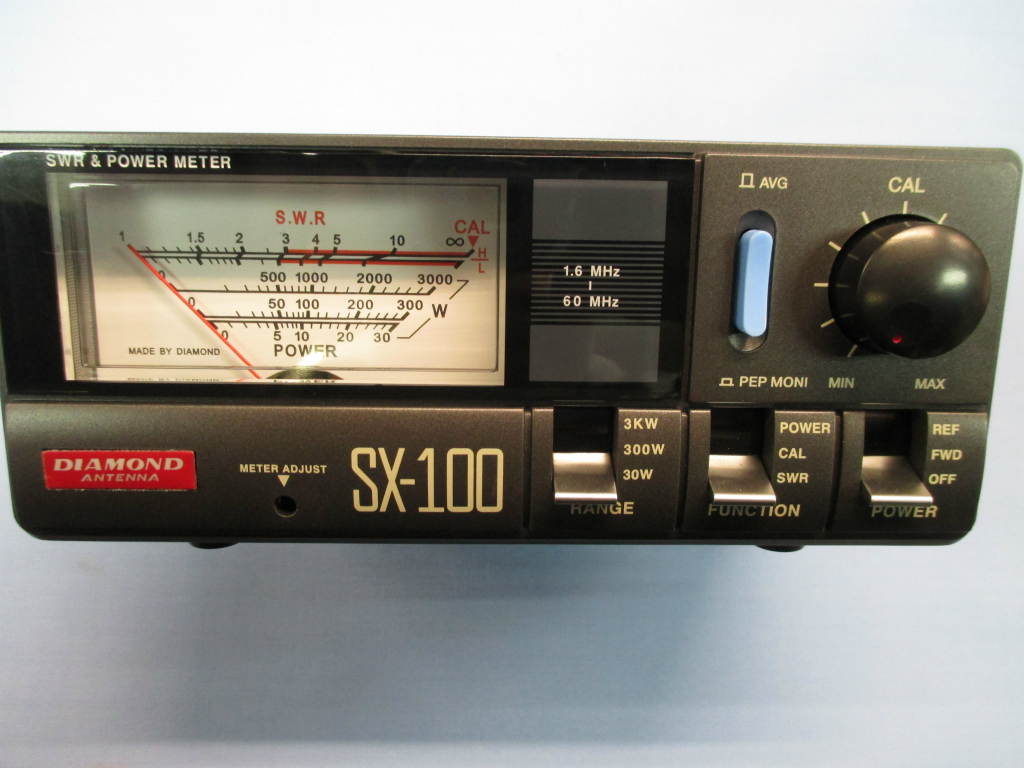 SWR & POWER METER
S.W.R
CAL
1 1.5 2 3 4 5 10 ∞
H
L
0 500 1000 2000 3000
0 50 100 200 300 W
0 5 10 20 30
MADE BY DIAMOND
POWER
1.6 MHz
60 MHz
AVG
CAL
PEP MONI
MIN
MAX
DIAMOND
ANTENNA
METER ADJUST
SX-100
3KW
300W
30W
RANGE
POWER
CAL
SWR
FUNCTION
REF
FWD
OFF
POWER